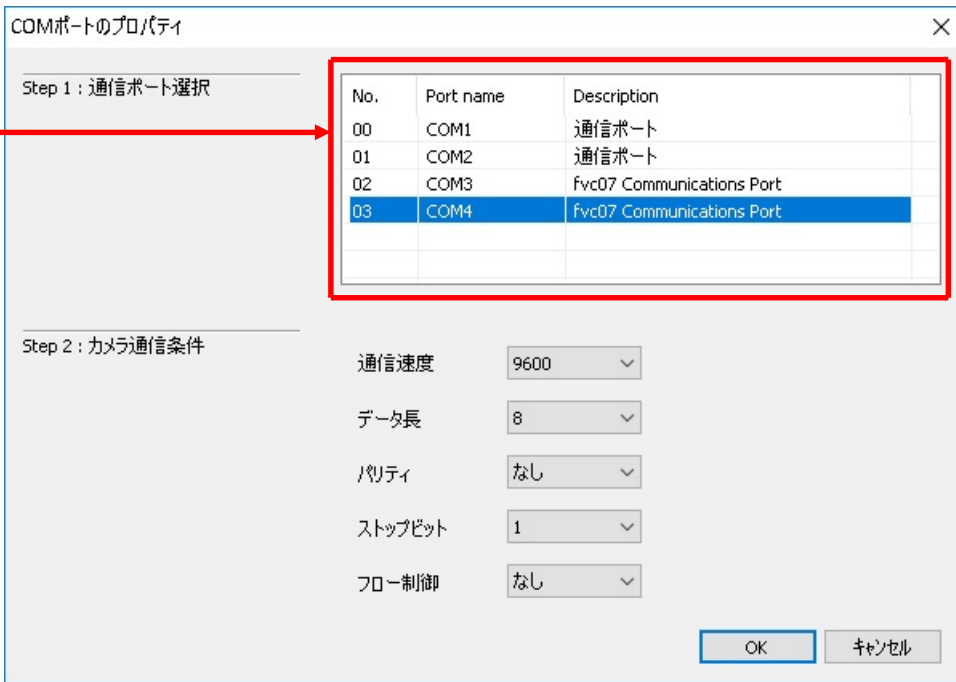 COMポートのプロパティ
Step 1 : 通信ポート選択
No. Port name Description
00 COM1 通信ポート
01 COM2 通信ポート
02 COM3 fvc07 Communications Port
03 COM4 fvc07 Communications Port
Step 2 : カメラ通信条件
通信速度 9600
データ長 8
パリティ なし
ストップビット 1
フロー制御 なし
OK キャンセル